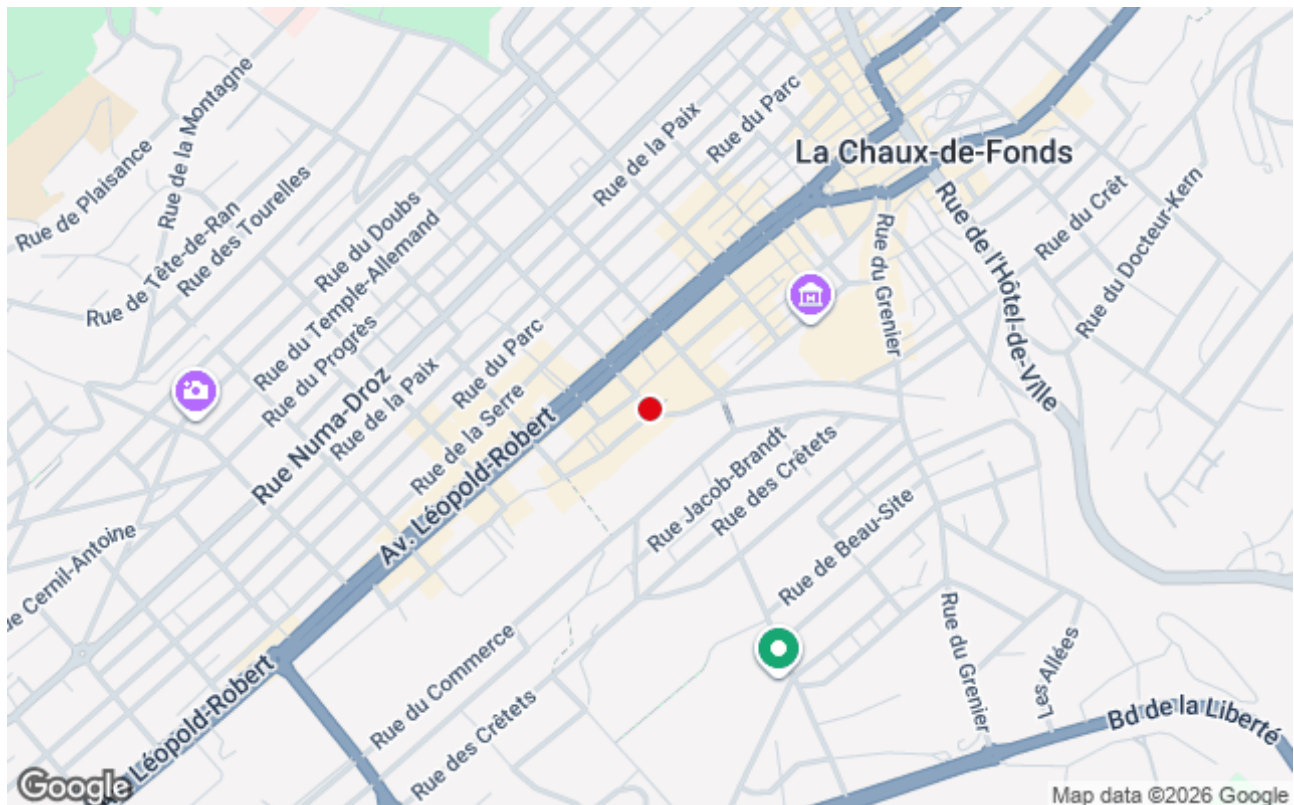 Rue de Plaisance
Rue de la Montagne
Rue de Tête-de-Ran
Rue des Tourelles
Rue du Doubs
Rue du Temple-Allemand
Rue du Progrès
Rue de la Paix
Rue du Parc
La Chaux-de-Fonds
Rue de l'Hôtel-de-Ville
Rue du Crêt
Rue du Docteur-Kern
Rue du Grenier
Rue Numa-Droz
Rue de la Paix
Rue du Parc
Rue de la Serre
Av. Léopold-Robert
Rue Jacob-Brandt
Rue des Crêtets
Rue de Beau-Site
Cernil-Antoine
Rue du Commerce
Rue des Crêtets
Rue du Grenier
Les Allées
Bd de la Liberté
Léopold-Robert
Google
Map data ©2026 Google